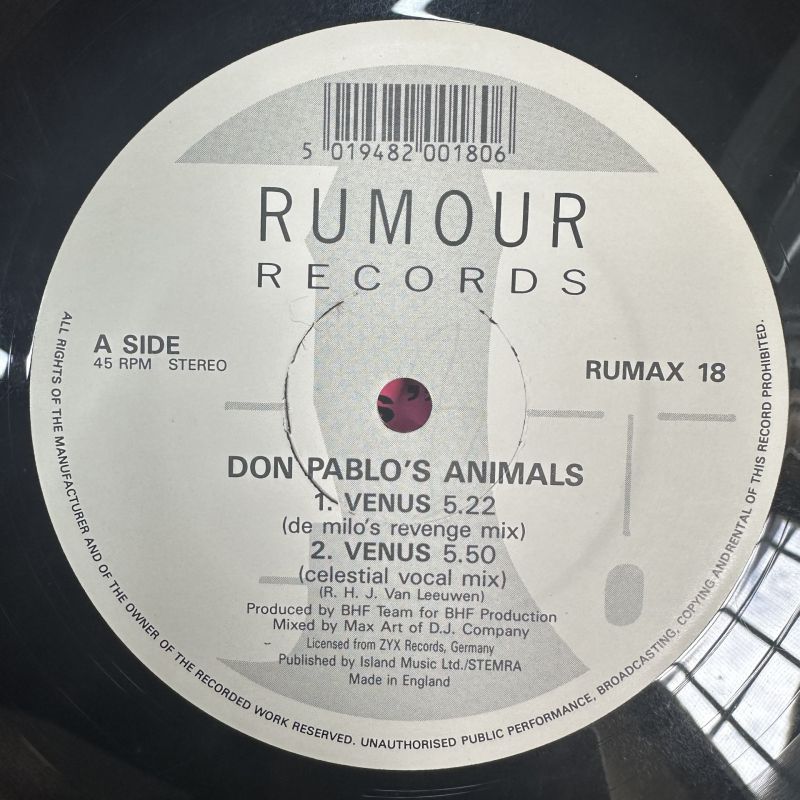 5 019482 001806
RUMOUR
RECORDS
A SIDE
45 RPM STEREO
RUMAX 18
DON PABLO'S ANIMALS
1. VENUS 5.22
(de milo's revenge mix)
2. VENUS 5.50
(celestial vocal mix)
(R. H. J. Van Leeuwen)
Produced by BHF Team for BHF Production
Mixed by Max Art of D.J. Company
Licensed from ZYX Records, Germany
Published by Island Music Ltd./STEMRA
Made in England
ALL RIGHTS OF THE MANUFACTURER AND OF THE OWNER OF THE RECORDED WORK RESERVED. UNAUTHORISED PUBLIC PERFORMANCE, BROADCASTING, COPYING AND RENTAL OF THIS RECORD PROHIBITED.